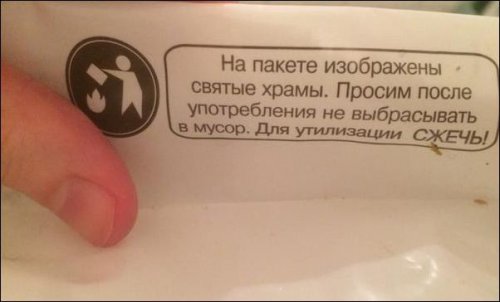 На пакете изображены
святые храмы. Просим после
употребления не выбрасывать
в мусор. Для утилизации СЖЕЧЬ!